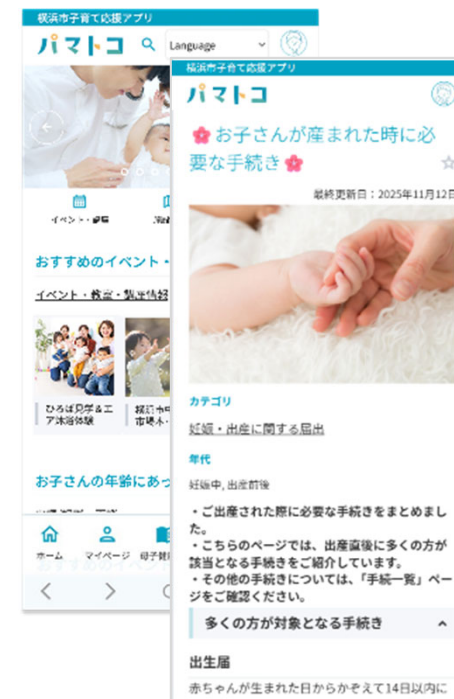 横浜市子育て応援アプリ
パマトコ
Language
イベント・
おすすめのイベント・
イベント・教室・講座情報
ひろば見学&エ
ア沐浴体験
お子さんの年齢にあっ
ホーム
マイページ
横浜市子育て応援アプリ
パマトコ
お子さんが産まれた時に必
要な手続き
最終更新日:2025年11月12日
カテゴリ
妊娠・出産に関する届出
年代
妊娠中, 出産前後
・ご出産された際に必要な手続きをまとめまし
た。
・こちらのページでは、出産直後に多くの方が
該当となる手続きをご紹介しています。
・その他の手続きについては、「手続一覧」ペー
ジをご確認ください。
多くの方が対象となる手続き
出生届
赤ちゃんが生まれた日からかぞえて14日以内に